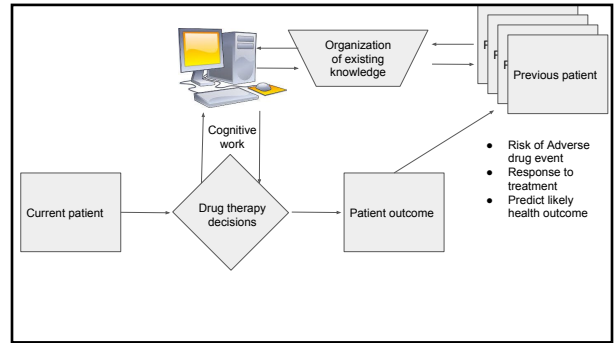 Organization
of existing
knowledge
Previous patient
Cognitive
work
● Risk of Adverse
drug event
● Response to
treatment
● Predict likely
health outcome
Current patient
Drug therapy
decisions
Patient outcome